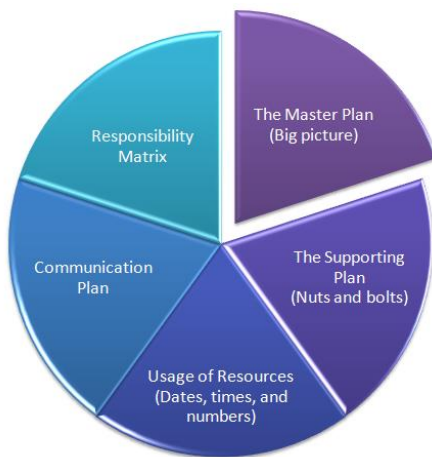 The Master Plan
(Big picture)
The Supporting
Plan
(Nuts and bolts)
Usage of Resources
(Dates, times, and
numbers)
Communication
Plan
Responsibility
Matrix